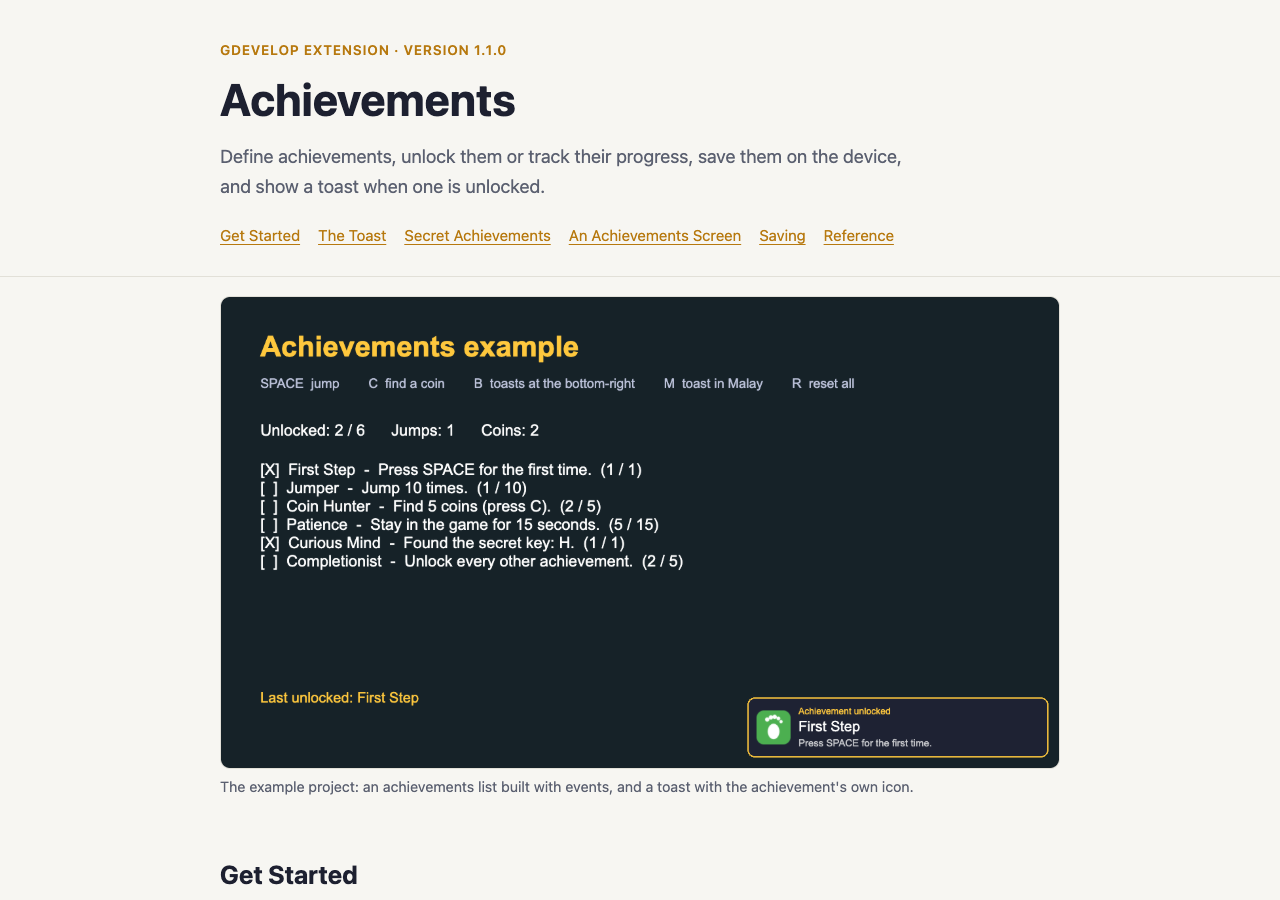 GDEVELOP EXTENSION · VERSION 1.1.0
Achievements
Define achievements, unlock them or track their progress, save them on the device,
and show a toast when one is unlocked.
Get Started The Toast Secret Achievements An Achievements Screen Saving Reference
Achievements example
SPACE jump C find a coin B toasts at the bottom-right M toast in Malay R reset all
Unlocked: 2 / 6 Jumps: 1 Coins: 2
[X] First Step - Press SPACE for the first time. (1 / 1)
[ ] Jumper - Jump 10 times. (1 / 10)
[ ] Coin Hunter - Find 5 coins (press C). (2 / 5)
[ ] Patience - Stay in the game for 15 seconds. (5 / 15)
[X] Curious Mind - Found the secret key: H. (1 / 1)
[ ] Completionist - Unlock every other achievement. (2 / 5)
Last unlocked: First Step
Achievement unlocked
First Step
Press SPACE for the first time.
The example project: an achievements list built with events, and a toast with the achievement's own icon.
Get Started